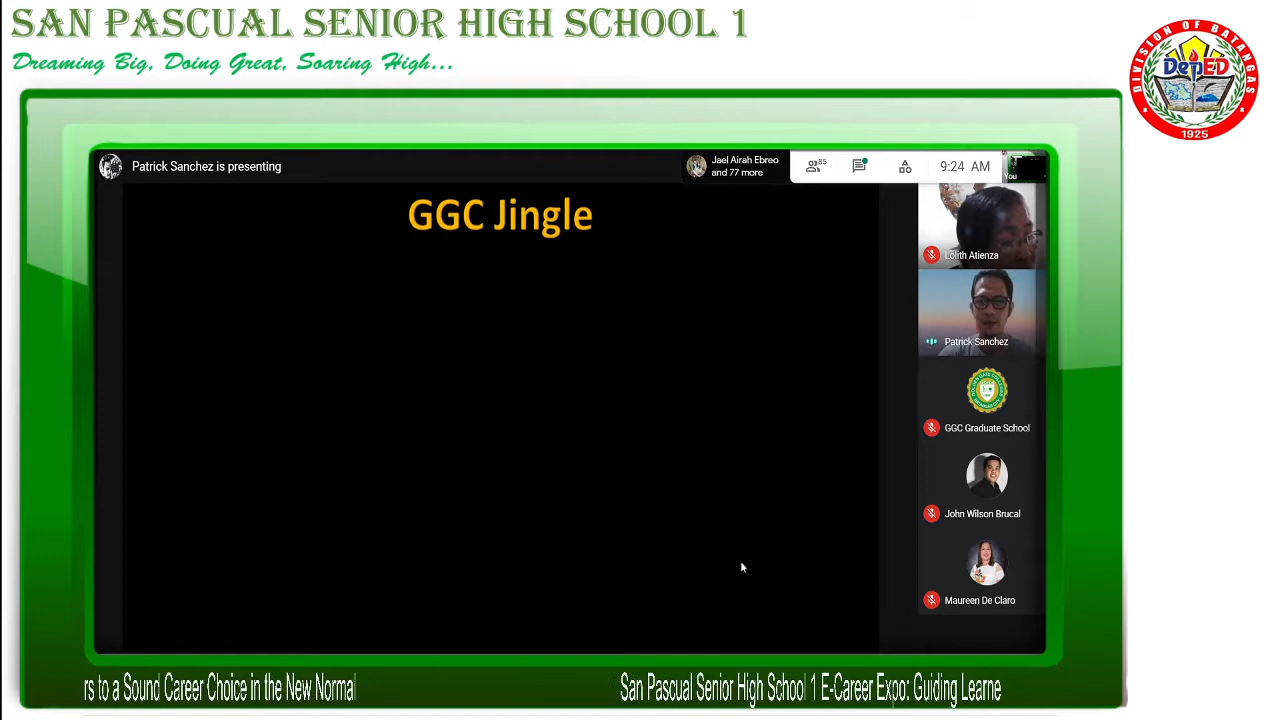 SAN PASCUAL SENIOR HIGH SCHOOL 1
Dreaming Big, Doing Great, Soaring High...
DIVISION OF BATANGAS
DepED
1925
Patrick Sanchez is presenting
Jael Airah Ebreo
and 77 more
85
9:24 AM
You
GGC Jingle
Lolith Atienza
Patrick Sanchez
GGC Graduate School
John Wilson Brucal
Maureen De Claro
rs to a Sound Career Choice in the New Normal
San Pascual Senior High School 1 E-Career Expo: Guiding Learne